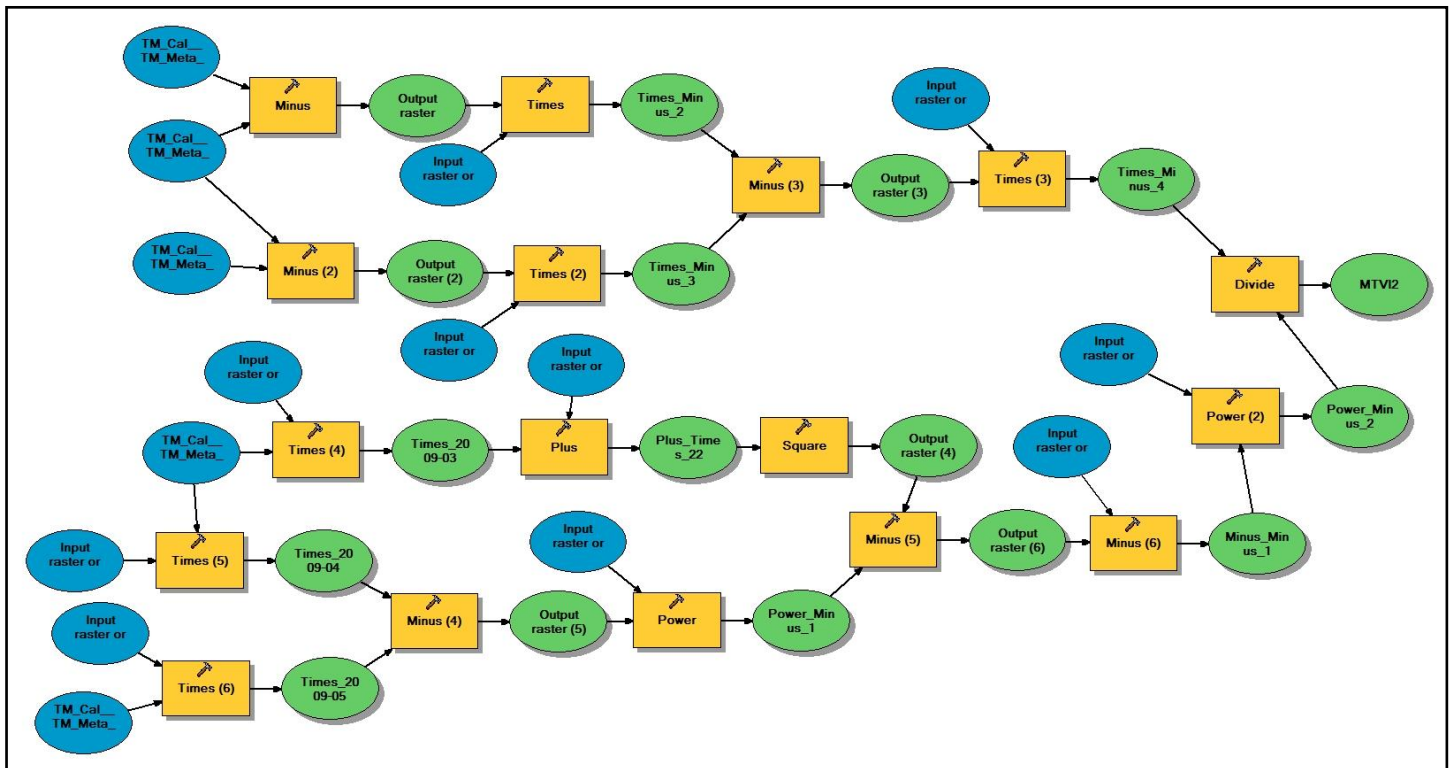 TM_Cal__
TM_Meta_
Minus
Output
raster
Times
Times_Min
us_2
Input
raster or
TM_Cal__
TM_Meta_
Input
raster or
Minus (3)
Output
raster (3)
Times (3)
Times_Mi
nus_4
TM_Cal__
TM_Meta_
Minus (2)
Output
raster (2)
Times (2)
Times_Min
us_3
Input
raster or
Divide
MTVI2
Input
raster or
Input
raster or
Input
raster or
TM_Cal__
TM_Meta_
Times (4)
Times_20
09-03
Plus
Plus_Time
s_22
Square
Output
raster (4)
Input
raster or
Power (2)
Power_Min
us_2
Input
raster or
Times (5)
Times_20
09-04
Input
raster or
Minus (5)
Output
raster (6)
Minus (6)
Minus_Min
us_1
Input
raster or
Minus (4)
Output
raster (5)
Power
Power_Min
us_1
Times (6)
Times_20
09-05
TM_Cal__
TM_Meta_